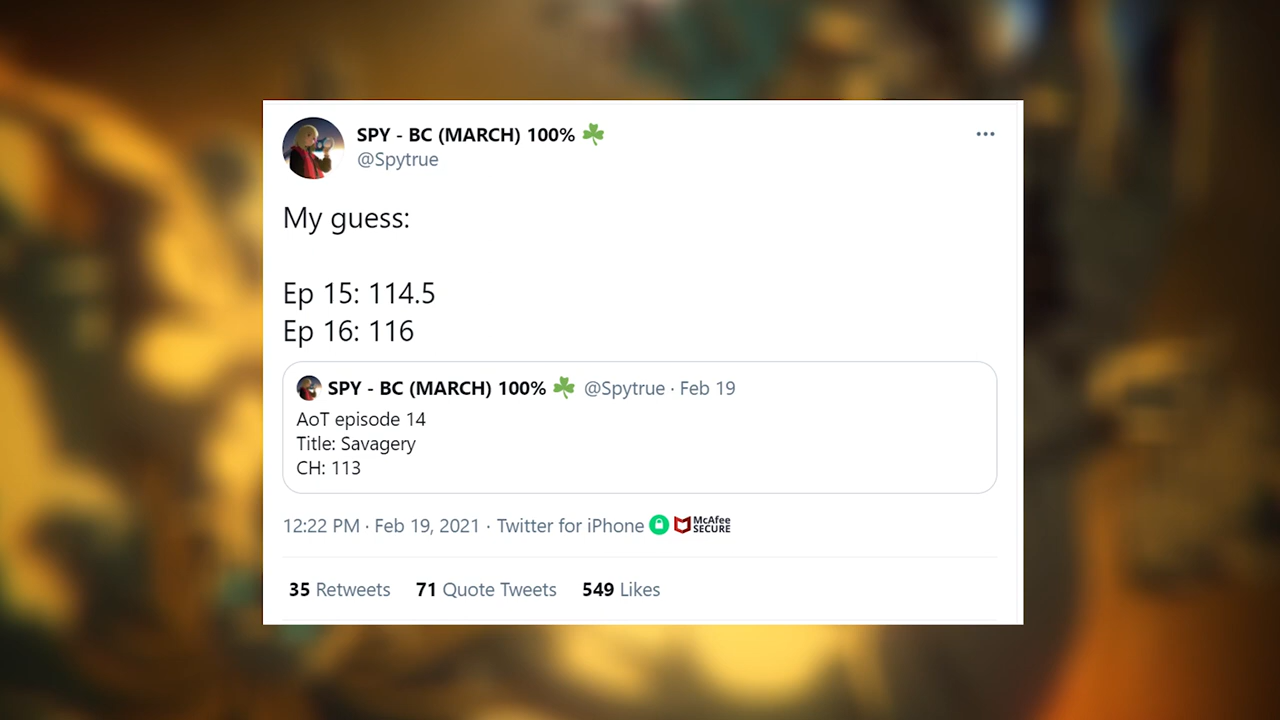 SPY - BC (MARCH) 100% ☘
@Spytrue
My guess:
Ep 15: 114.5
Ep 16: 116
SPY - BC (MARCH) 100% ☘ @Spytrue · Feb 19
AoT episode 14
Title: Savagery
CH: 113
12:22 PM · Feb 19, 2021 · Twitter for iPhone McAfee SECURE
35 Retweets 71 Quote Tweets 549 Likes